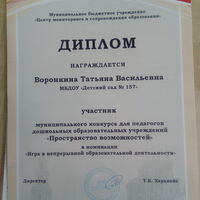 Муниципальное бюджетное учреждение
«Центр мониторинга и сопровождения образования»
ДИПЛОМ
НАГРАЖДАЕТСЯ
Воронкина Татьяна Васильевна
МБДОУ «Детский сад № 157»
участник
муниципального конкурса для педагогов
дошкольных образовательных учреждений
«Пространство возможностей»
в номинации
«Игра в непрерывной образовательной деятельности»
Директор